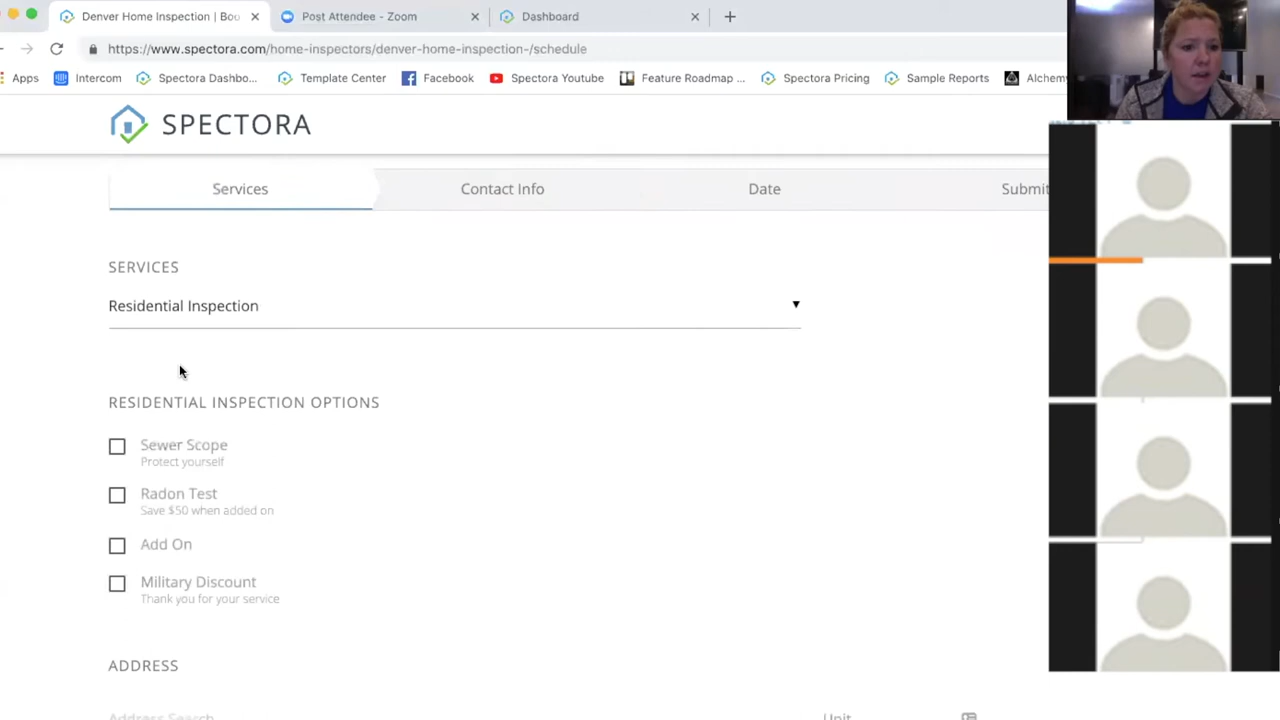 Denver Home Inspection | Boo
Post Attendee - Zoom
Dashboard
https://www.spectora.com/home-inspectors/denver-home-inspection-/schedule
Apps
Intercom
Spectora Dashbo...
Template Center
Facebook
Spectora Youtube
Feature Roadmap ...
Spectora Pricing
Sample Reports
Alchem
SPECTORA
Services
Contact Info
Date
Submit
SERVICES
Residential Inspection
RESIDENTIAL INSPECTION OPTIONS
Sewer Scope
Protect yourself
Radon Test
Save $50 when added on
Add On
Military Discount
Thank you for your service
ADDRESS
Address Search
Unit